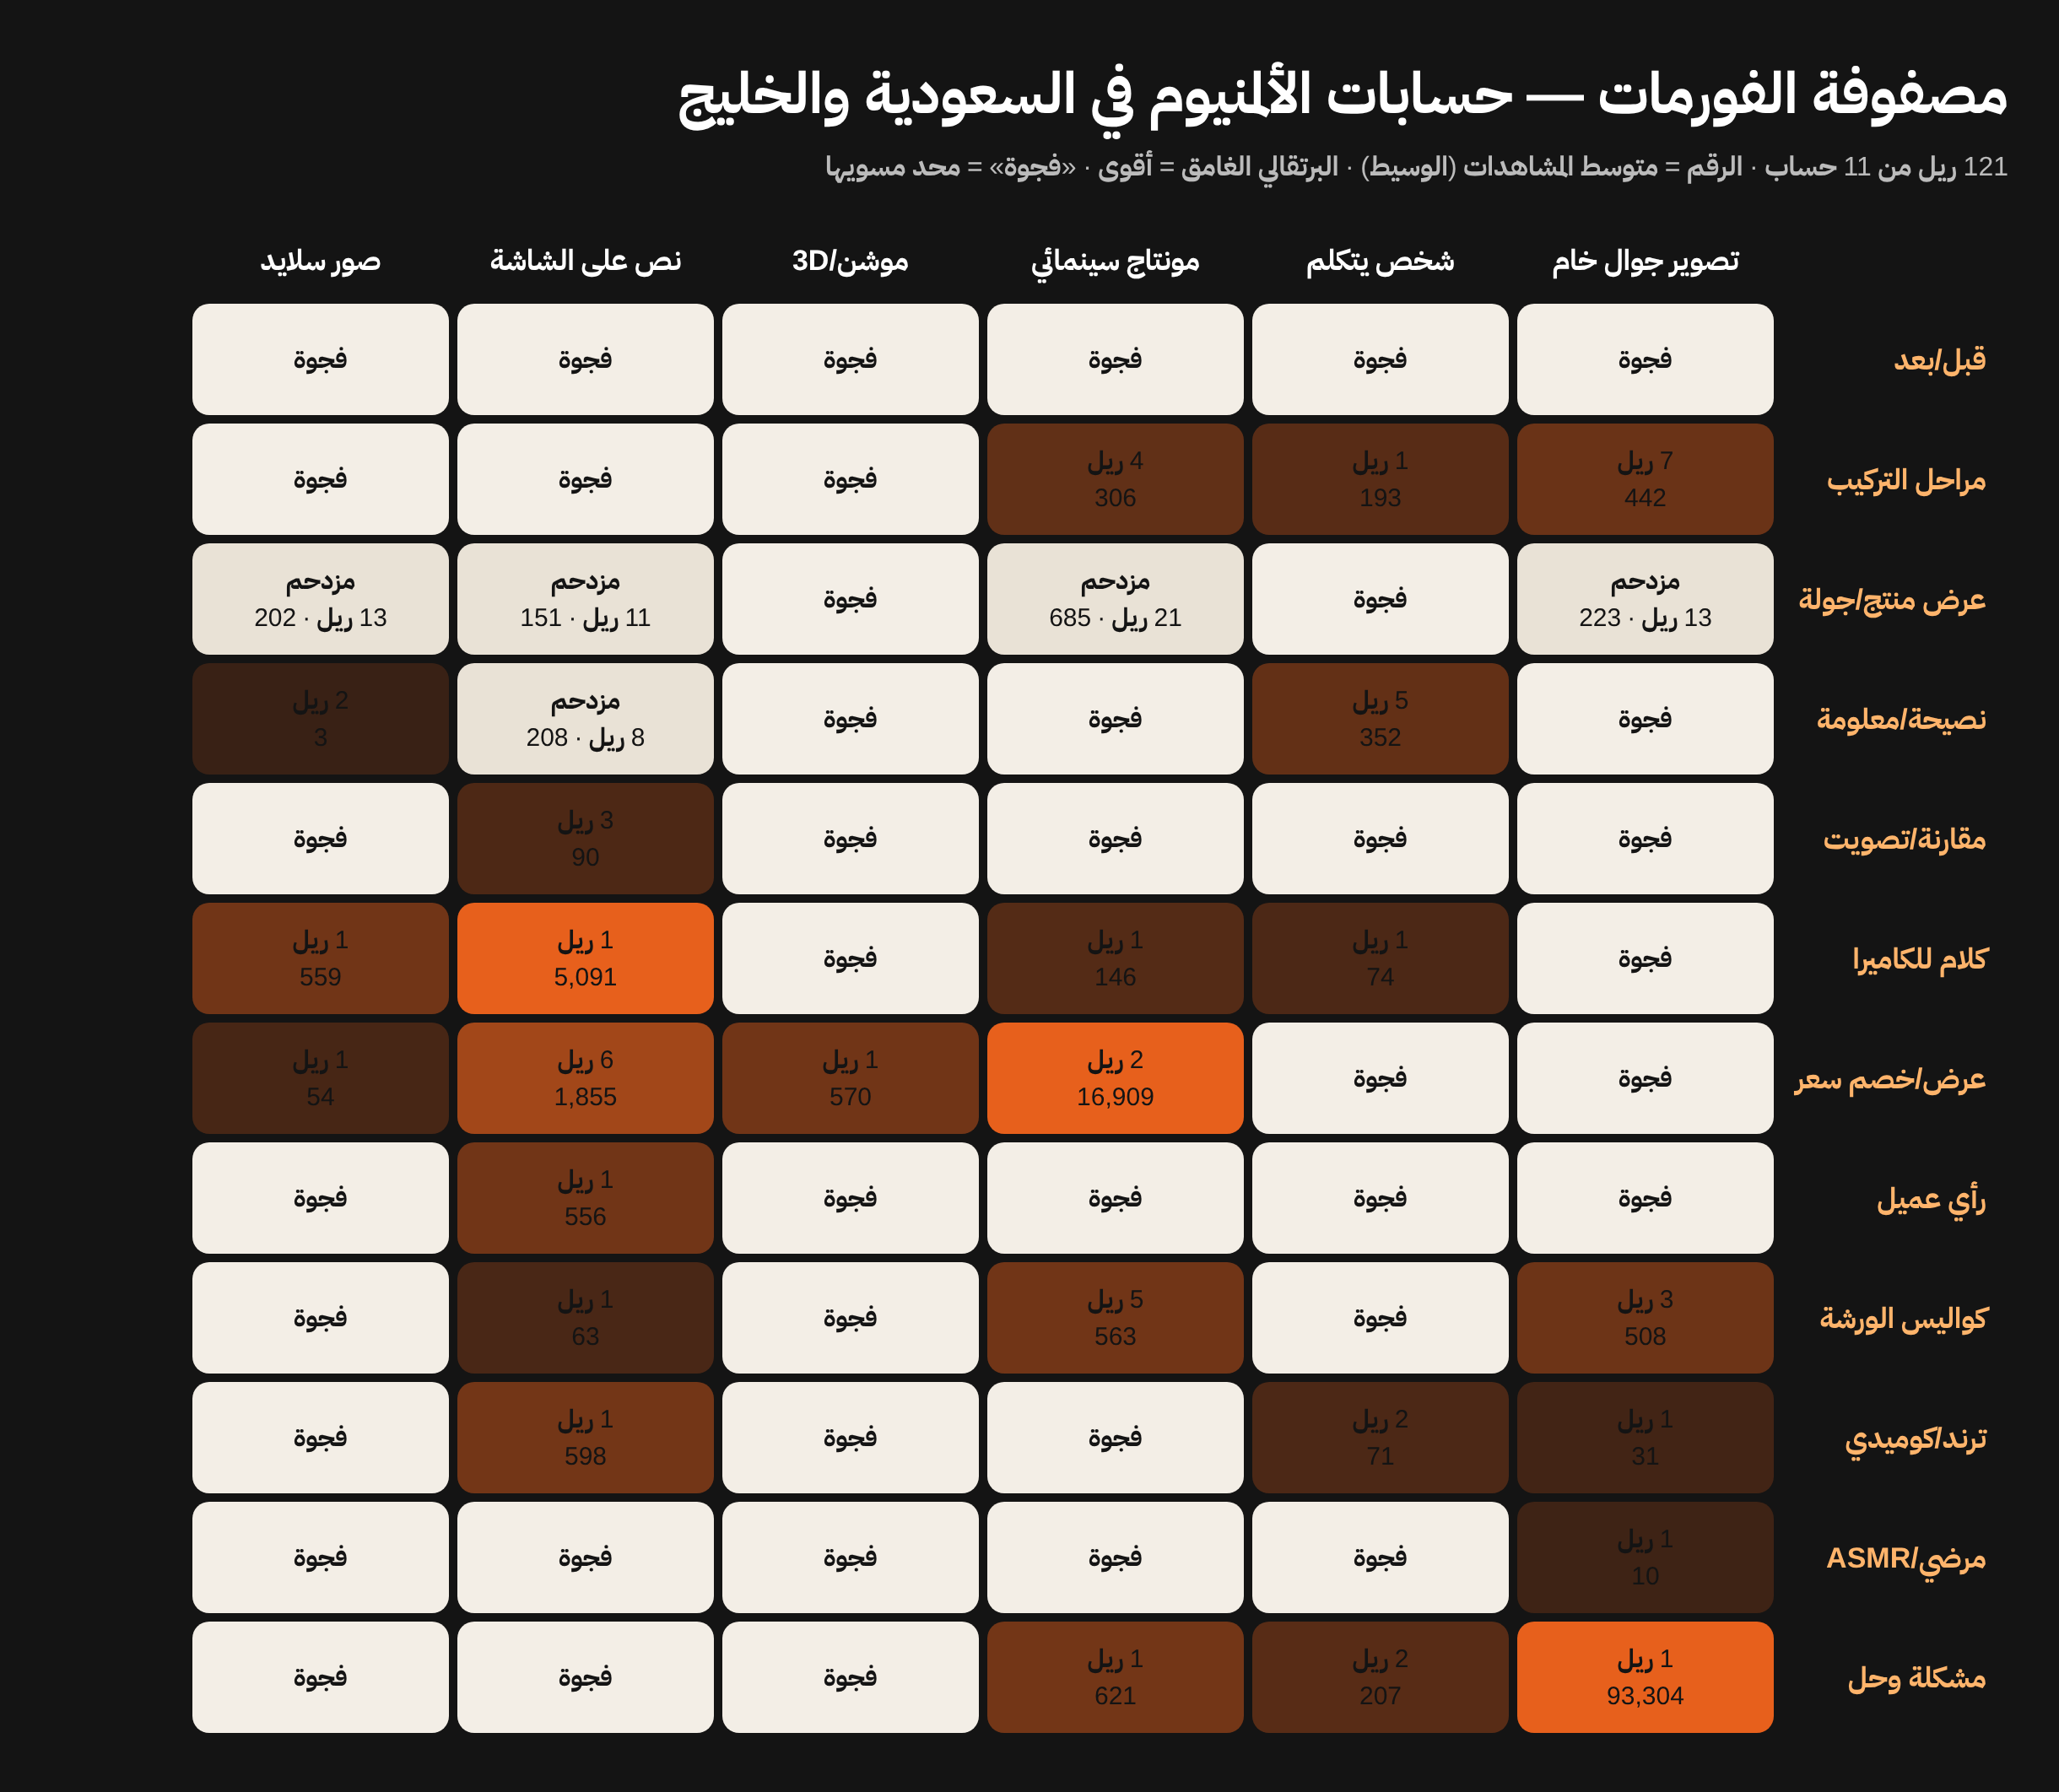 مصفوفة الفورمات — حسابات الألمنيوم في السعودية والخليج
121 ريل من 11 حساب · الرقم = متوسط المشاهدات (الوسيط) · البرتقالي الغامق = أقوى · «فجوة» = محد مسويها
تصوير جوال خام شخص يتكلم مونتاج سينمائي موشن/3D نص على الشاشة صور سلايد
قبل/بعد فجوة فجوة فجوة فجوة فجوة فجوة
مراحل التركيب 7 ريل 1 ريل 4 ريل فجوة فجوة فجوة
442 193 306
عرض منتج/جولة مزدحم فجوة مزدحم فجوة مزدحم مزدحم
13 ريل · 223 21 ريل · 685 11 ريل · 151 13 ريل · 202
نصيحة/معلومة فجوة 5 ريل فجوة فجوة مزدحم 2 ريل
352 8 ريل · 208 3
مقارنة/تصويت فجوة فجوة فجوة فجوة 3 ريل فجوة
90
كلام للكاميرا فجوة 1 ريل 1 ريل فجوة 1 ريل 1 ريل
74 146 5,091 559
عرض/خصم سعر فجوة فجوة 2 ريل 1 ريل 6 ريل 1 ريل
16,909 570 1,855 54
رأي عميل فجوة فجوة فجوة فجوة 1 ريل فجوة
556
كواليس الورشة 3 ريل فجوة 5 ريل فجوة 1 ريل فجوة
508 563 63
ترند/كوميدي 1 ريل 2 ريل فجوة فجوة 1 ريل فجوة
31 71 598
مرضي/ASMR 1 ريل فجوة فجوة فجوة فجوة فجوة
10
مشكلة وحل 1 ريل 2 ريل 1 ريل فجوة فجوة فجوة
93,304 207 621